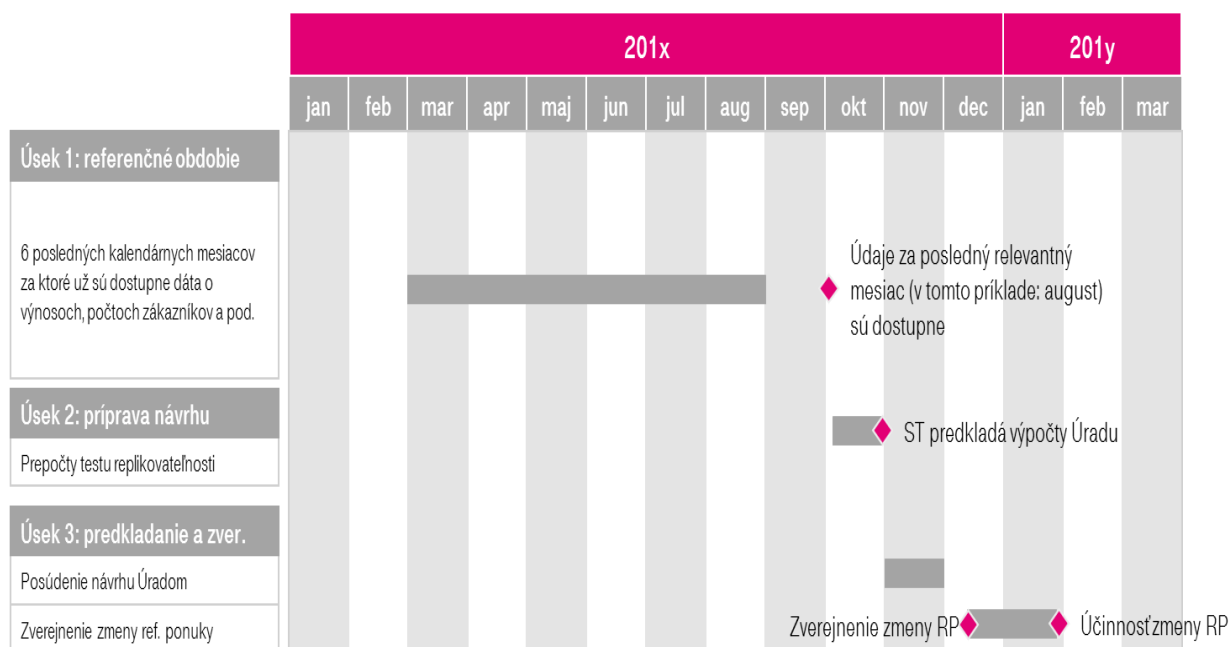 201x 201y
jan feb mar apr maj jun jul aug sep okt nov dec jan feb mar
Úsek 1: referenčné obdobie
6 posledných kalendárnych mesiacov
za ktoré už sú dostupne dáta o
výnosoch, počtoch zákazníkov a pod.
Údaje za posledný relevantný
mesiac (v tomto príklade: august)
sú dostupne
Úsek 2: príprava návrhu
Prepočty testu replikovateľnosti
ST predkladá výpočty Úradu
Úsek 3: predkladanie a zver.
Posúdenie návrhu Úradom
Zverejnenie zmeny ref. ponuky
Zverejnenie zmeny RP
Účinnosť zmeny RP